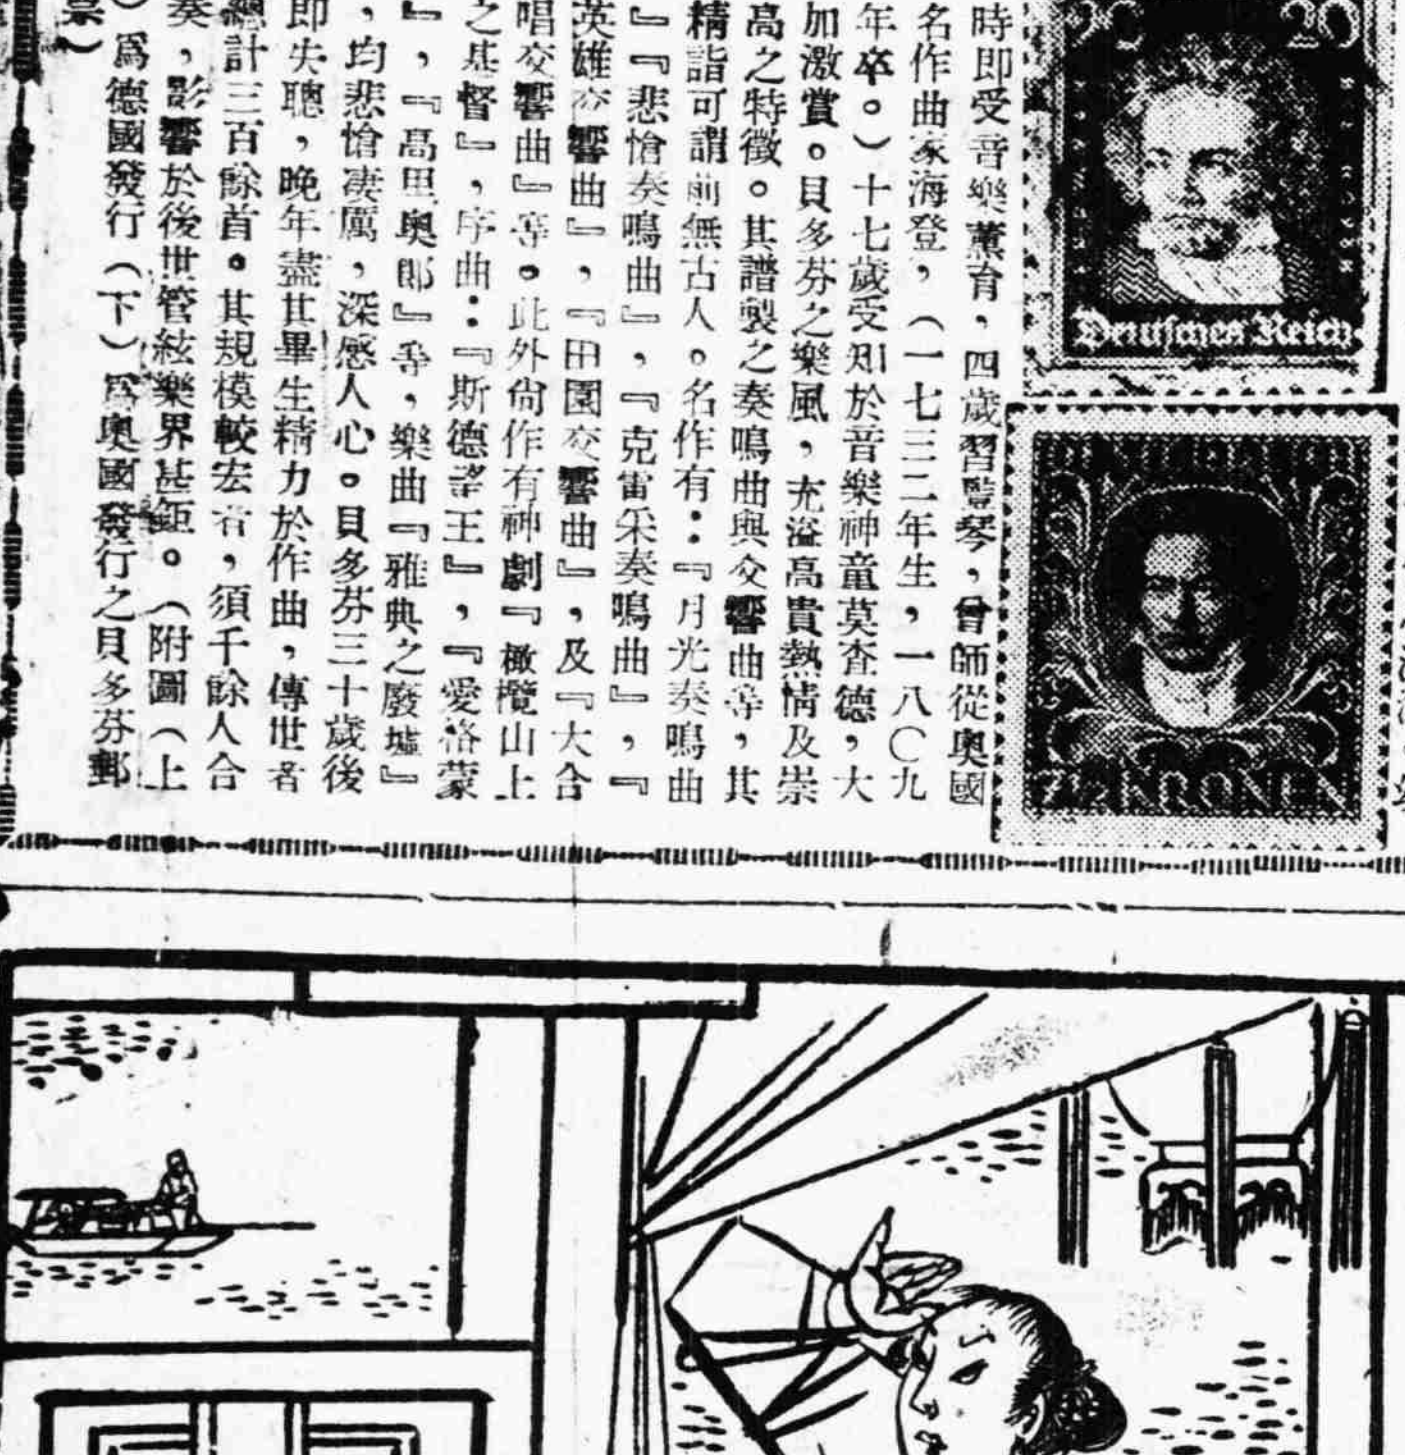 時即受音樂薰育，四歲習豎琴，曾師從奧國
名作曲家海登，（一七三二年生，一八〇九
年卒。）十七歲受知於音樂神童莫查德，大
加激賞。貝多芬之樂風，充溢高貴熱情及崇
高之特徵。其譜製之奏鳴曲與交響曲等，其
精詣可謂前無古人。名作有：『月光奏鳴曲
』『悲愴奏鳴曲』，『克雷采奏鳴曲』，『
英雄交響曲』，『田園交響曲』，及『大合
唱交響曲』等。此外尙作有神劇『橄欖山上
之基督』，序曲：『斯德望王』，『愛格蒙
』，『高里奧郎』等，樂曲『雅典之廢墟』
，均悲愴凄厲，深感人心。貝多芬三十歲後
即失聰，晚年盡其畢生精力於作曲，傳世者
總計三百餘首。其規模較宏者，須千餘人合
奏，影響於後世管絃樂界甚鉅。（附圖（上
）爲德國發行（下）爲奧國發行之貝多芬郵
票）
20
Deutsches Reich
7½ KRONEN